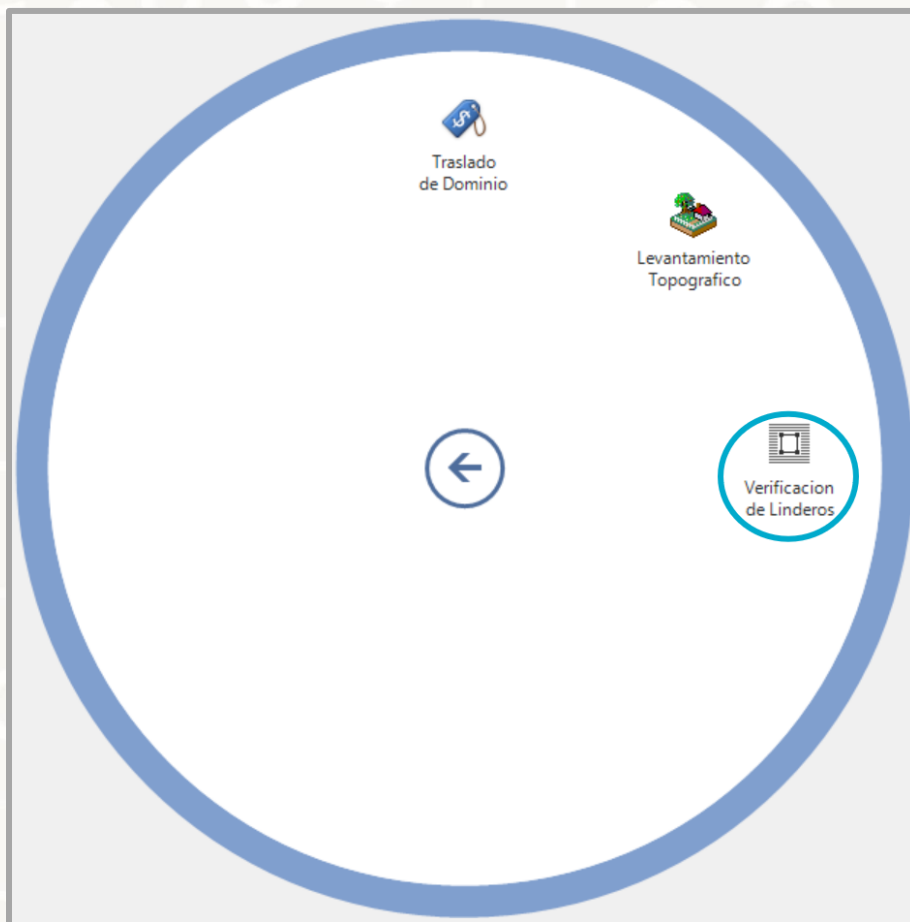 Traslado
de Dominio
Levantamiento
Topografico
Verificacion
de Linderos